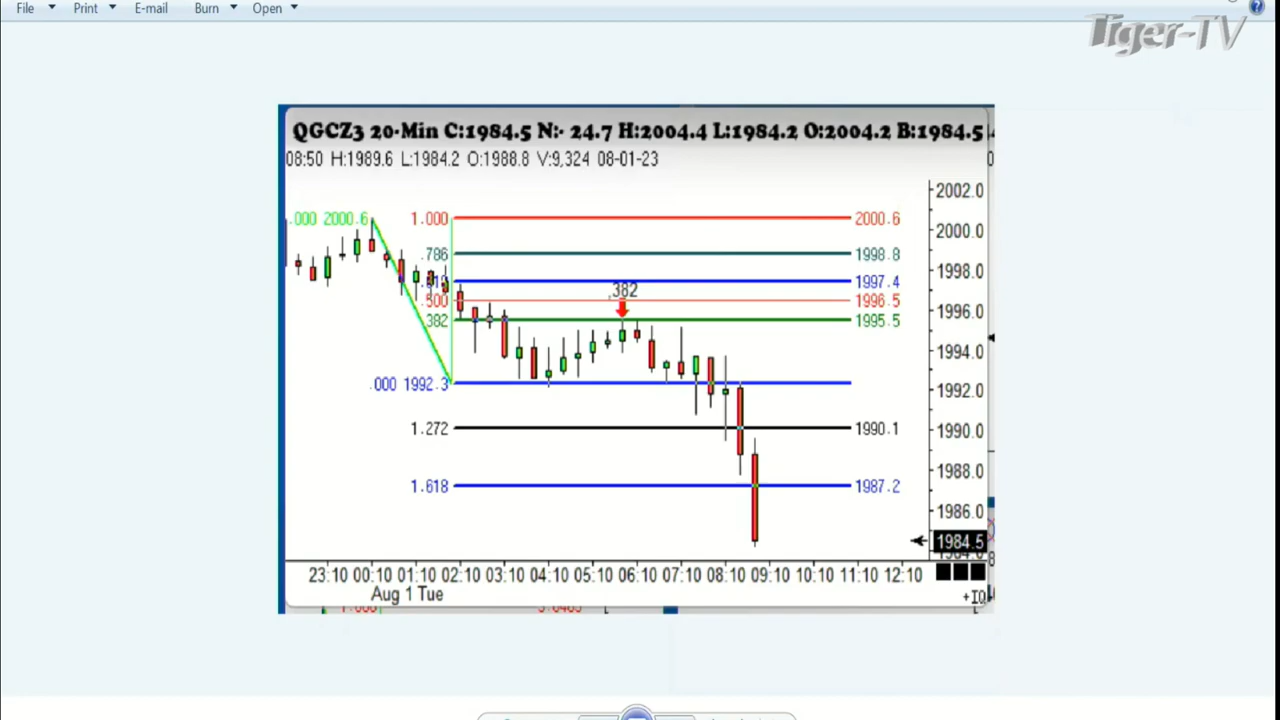 File Print E-mail Burn Open
Tiger-TV
QGCZ3 20-Min C:1984.5 N:- 24.7 H:2004.4 L:1984.2 O:2004.2 B:1984.5
08:50 H:1989.6 L:1984.2 O:1988.8 V:9,324 08-01-23
2002.0
.000 2000.6 1.000 2000.6
2000.0
.786 1998.8
1998.0
1997.4
.382
.500 1996.5
1996.0
.382 1995.5
1994.0
.000 1992.3
1992.0
1.272 1990.1
1990.0
1988.0
1.618 1987.2
1986.0
1984.5
23:10 00:10 01:10 02:10 03:10 04:10 05:10 06:10 07:10 08:10 09:10 10:10 11:10 12:10
Aug 1 Tue